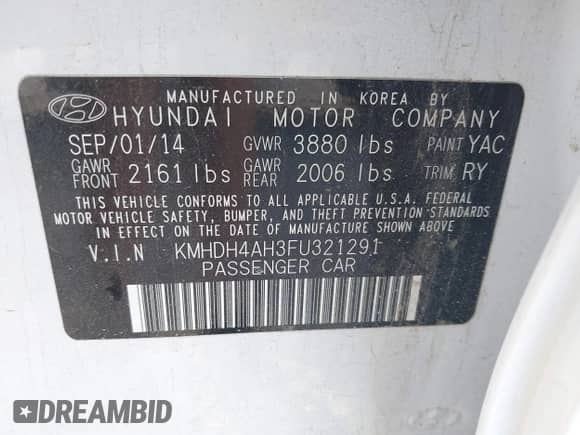 MANUFACTURED IN KOREA BY
HYUNDAI MOTOR COMPANY
SEP/01/14 GVWR 3880 lbs PAINT YAC
GAWR FRONT 2161 lbs GAWR REAR 2006 lbs TRIM RY
THIS VEHICLE CONFORMS TO ALL APPLICABLE U.S.A. FEDERAL
MOTOR VEHICLE SAFETY, BUMPER, AND THEFT PREVENTION STANDARDS
IN EFFECT ON THE DATE OF MANUFACTURE SHOWN ABOVE
V.I.N KMHDH4AH3FU321291
PASSENGER CAR
DREAMBID